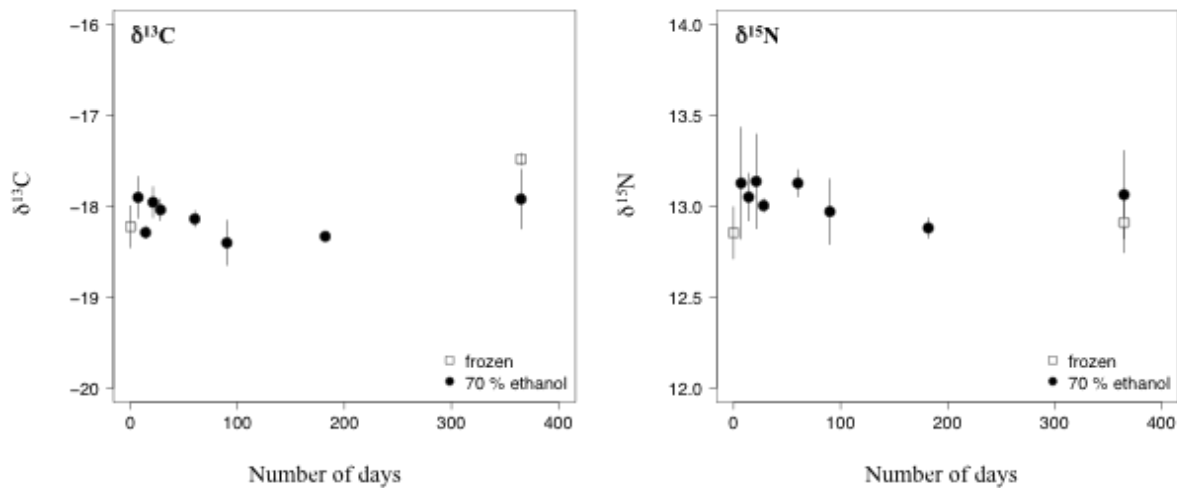 δ¹³C
−16
−17
−18
−19
−20
δ¹³C
frozen
70 % ethanol
0
100
200
300
400
Number of days
δ¹⁵N
14.0
13.5
13.0
12.5
12.0
δ¹⁵N
frozen
70 % ethanol
0
100
200
300
400
Number of days